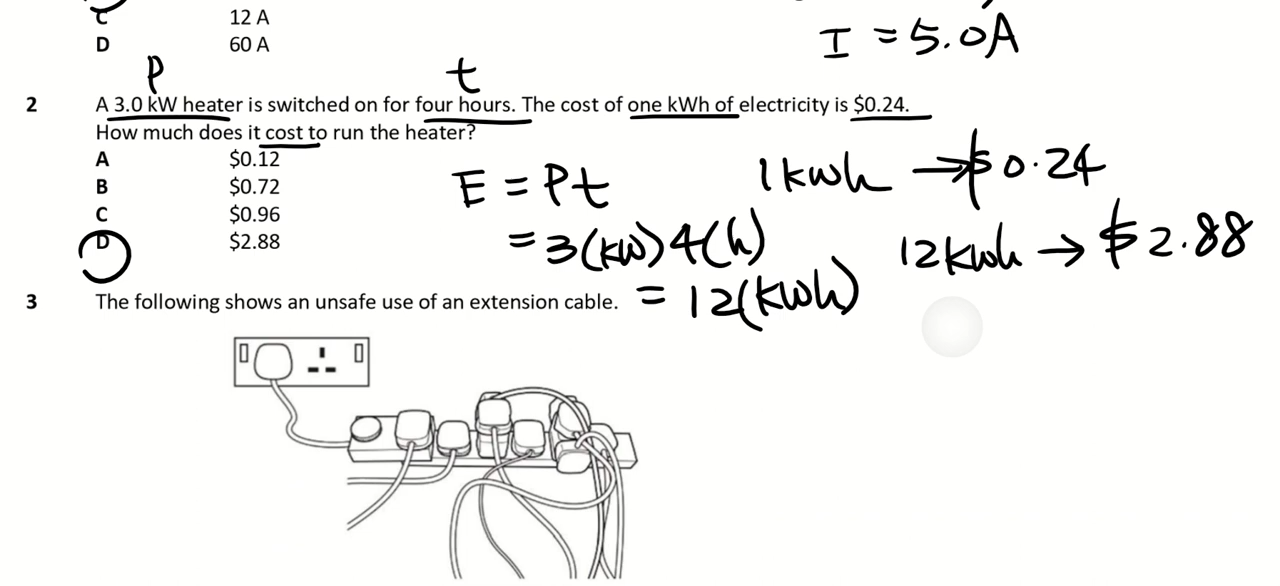 C 12 A
I = 5.0A
D 60 A
P t
2 A 3.0 kW heater is switched on for four hours. The cost of one kWh of electricity is $0.24.
How much does it cost to run the heater?
A $0.12
B $0.72
C $0.96
D $2.88
E = Pt
= 3(kW)4(h)
= 12(kWh)
1kWh → $0.24
12kWh → $2.88
3 The following shows an unsafe use of an extension cable.